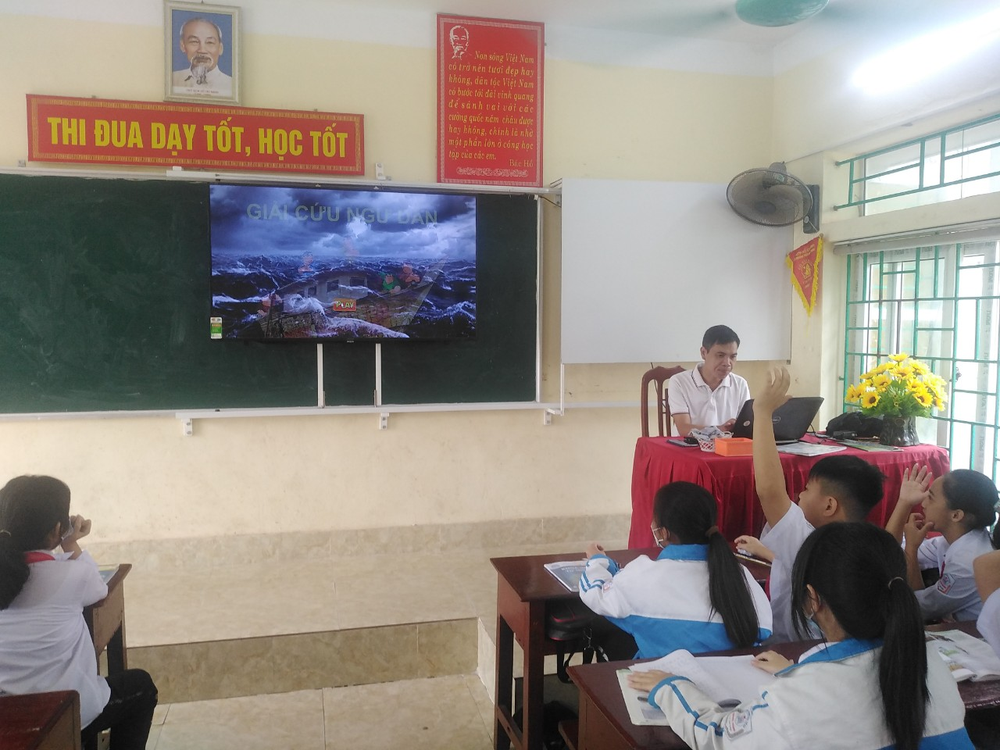 THI ĐUA DẠY TỐT, HỌC TỐT
Non sông Việt Nam
có trở nên tươi đẹp hay
không, dân tộc Việt Nam
có bước tới đài vinh quang
để sánh vai với các
cường quốc năm châu được
hay không, chính là nhờ
một phần lớn ở công học
tập của các em.
Bác Hồ
GIẢI CỨU NGƯ DÂN
PLAY